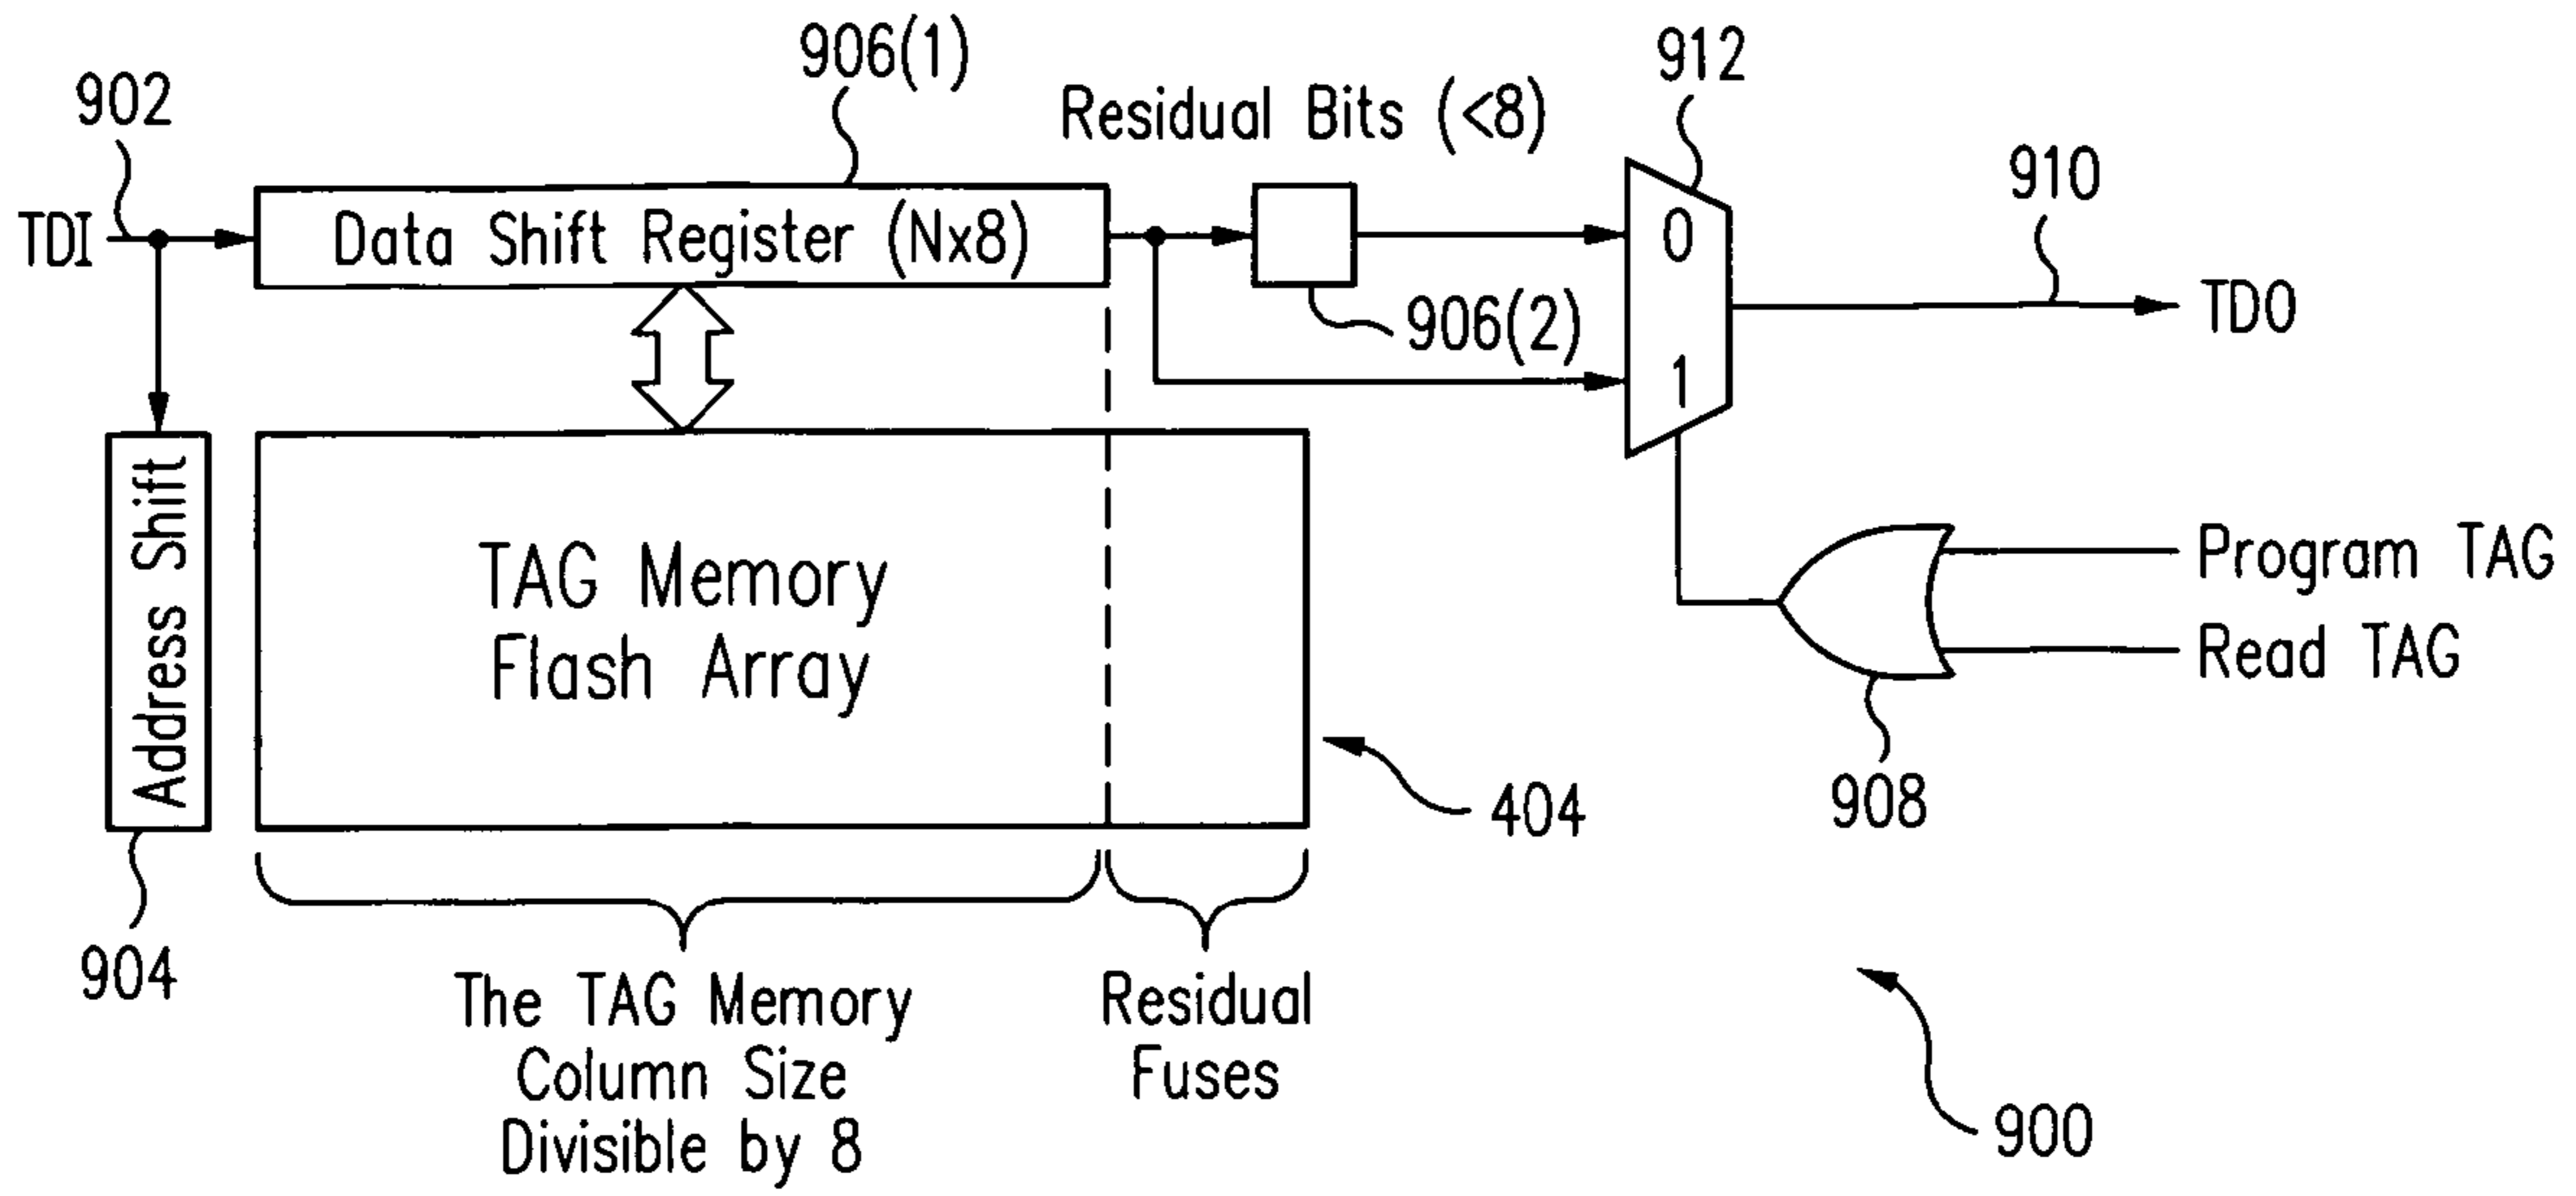 906(1)
912
902
Residual Bits (<8)
910
TDI
Data Shift Register (Nx8)
0
906(2)
TDO
1
Address Shift
TAG Memory
Flash Array
Program TAG
Read TAG
908
404
904
The TAG Memory
Column Size
Divisible by 8
Residual
Fuses
900